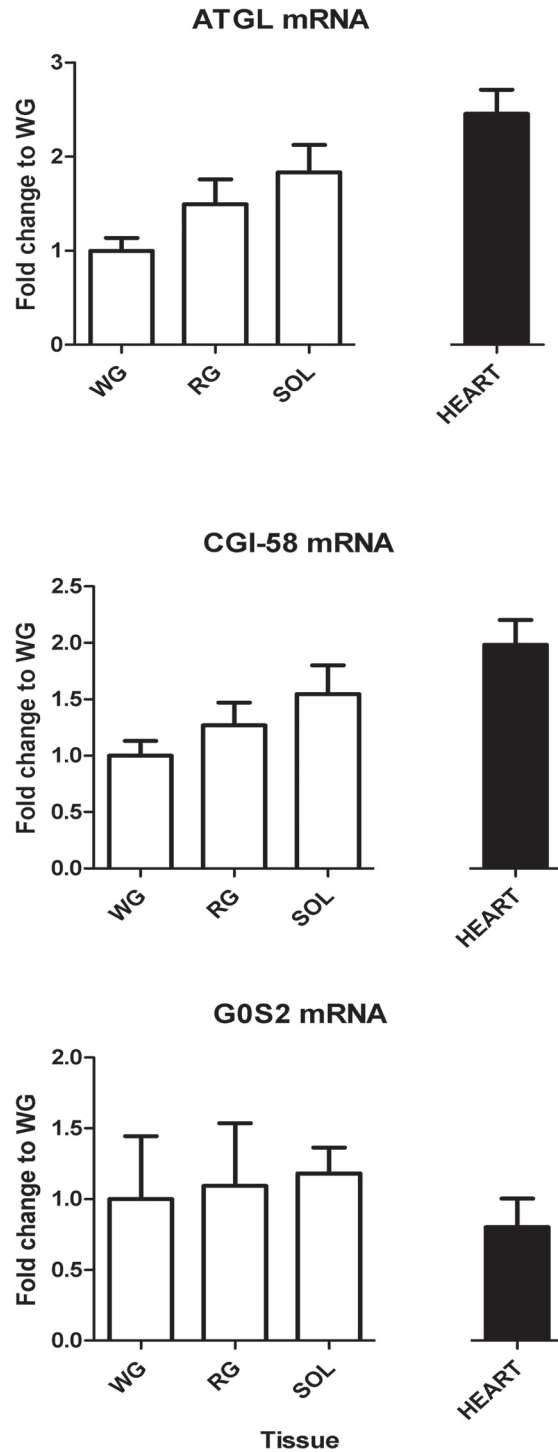 ATGL mRNA
Fold change to WG
3
2
1
0
WG
RG
SOL
HEART
CGI-58 mRNA
Fold change to WG
2.5
2.0
1.5
1.0
0.5
0.0
WG
RG
SOL
HEART
G0S2 mRNA
Fold change to WG
2.0
1.5
1.0
0.5
0.0
WG
RG
SOL
HEART
Tissue